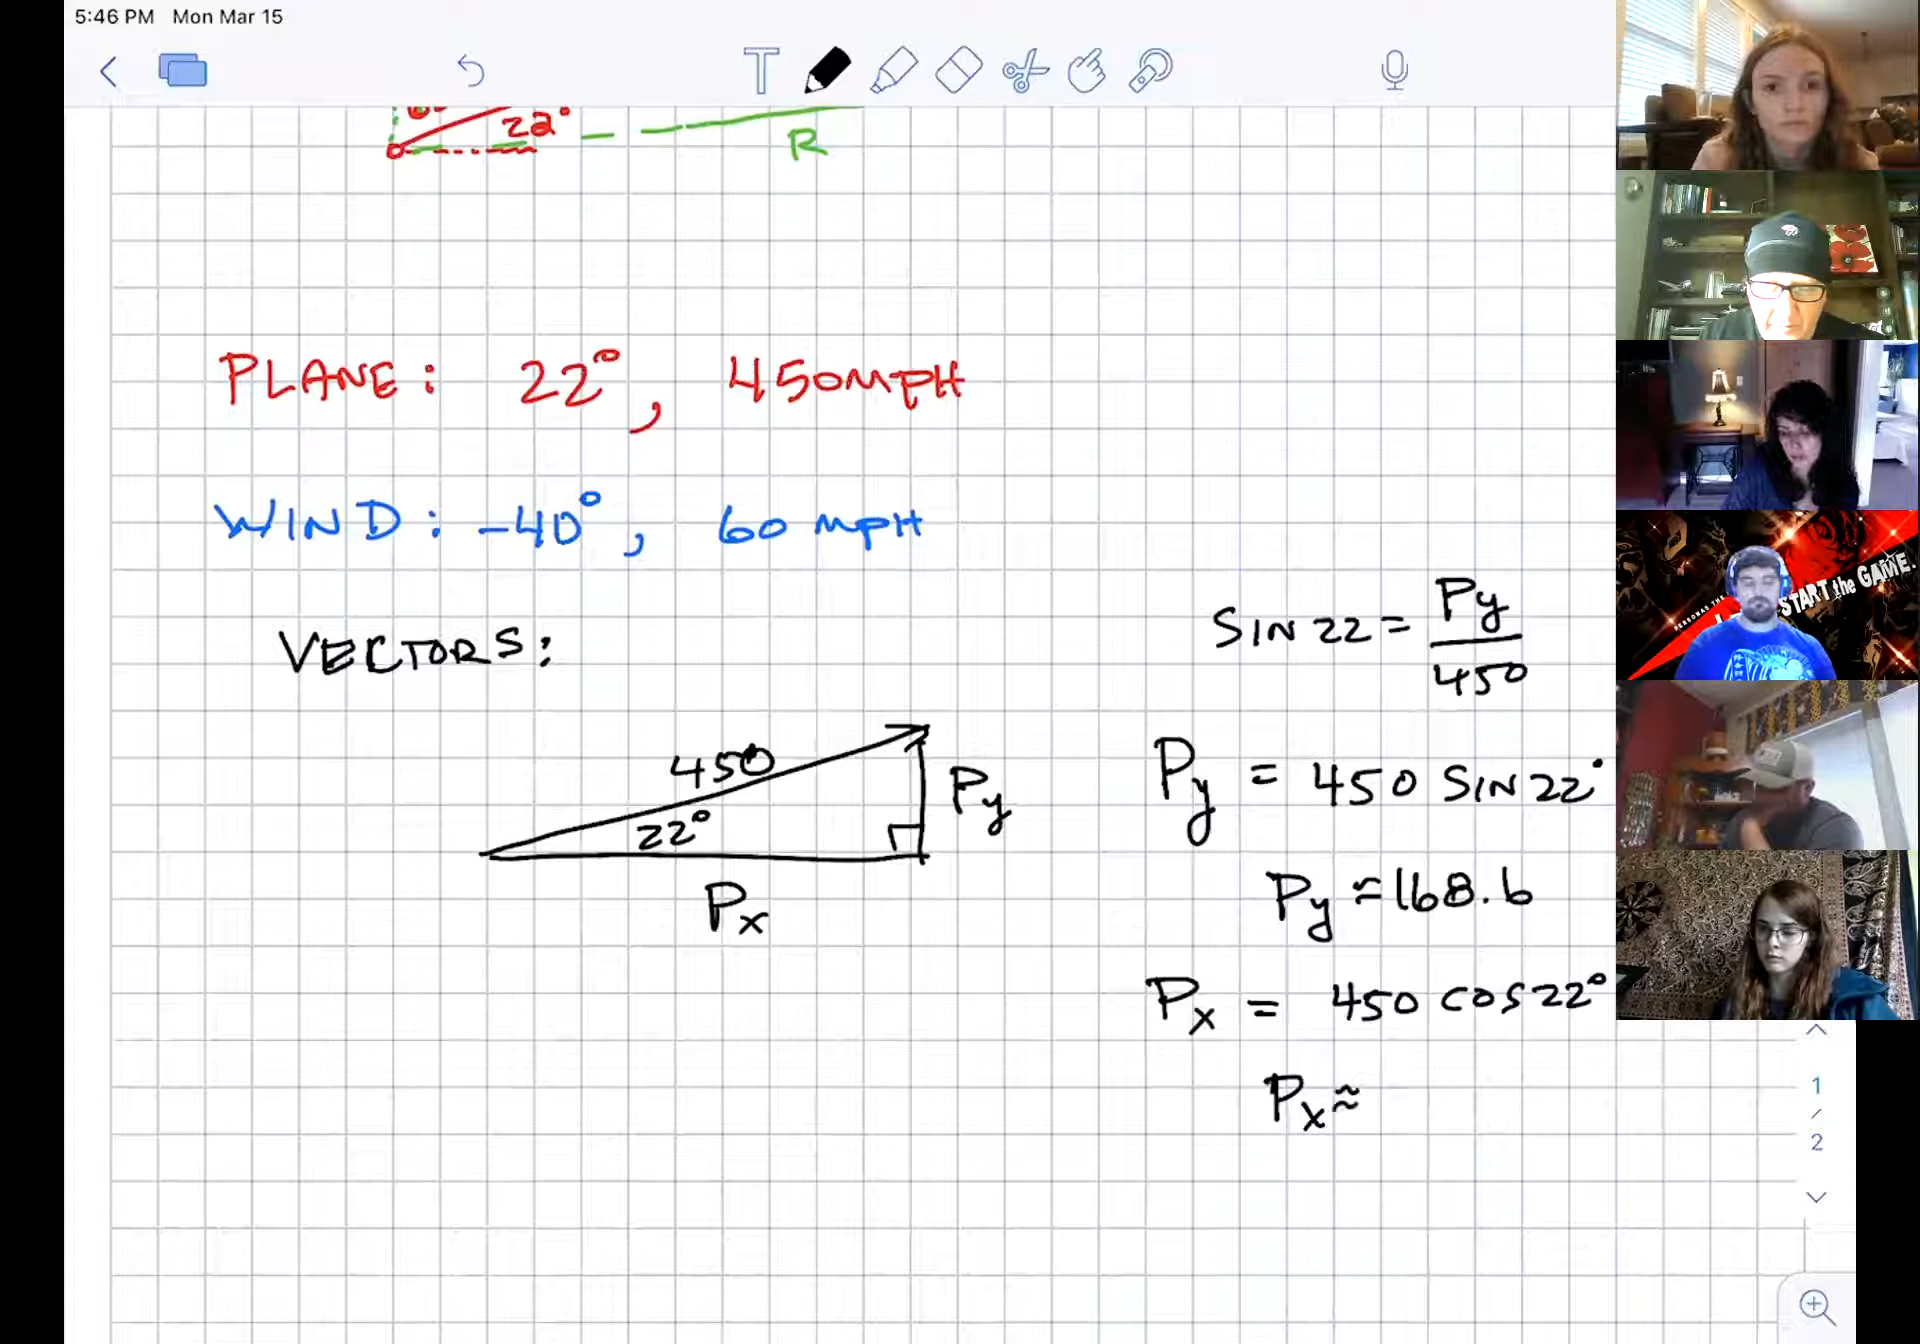 5:46 PM Mon Mar 15
T
22°
R
PLANE: 22°, 450MPH
WIND: -40°, 60 MPH
VECTORS:
SIN 22 = Py
450
450
22°
Py
Px
Py = 450 SIN 22°
Py ≈ 168.6
Px = 450 COS 22°
Px ≈
START the GAME.
1
/
2